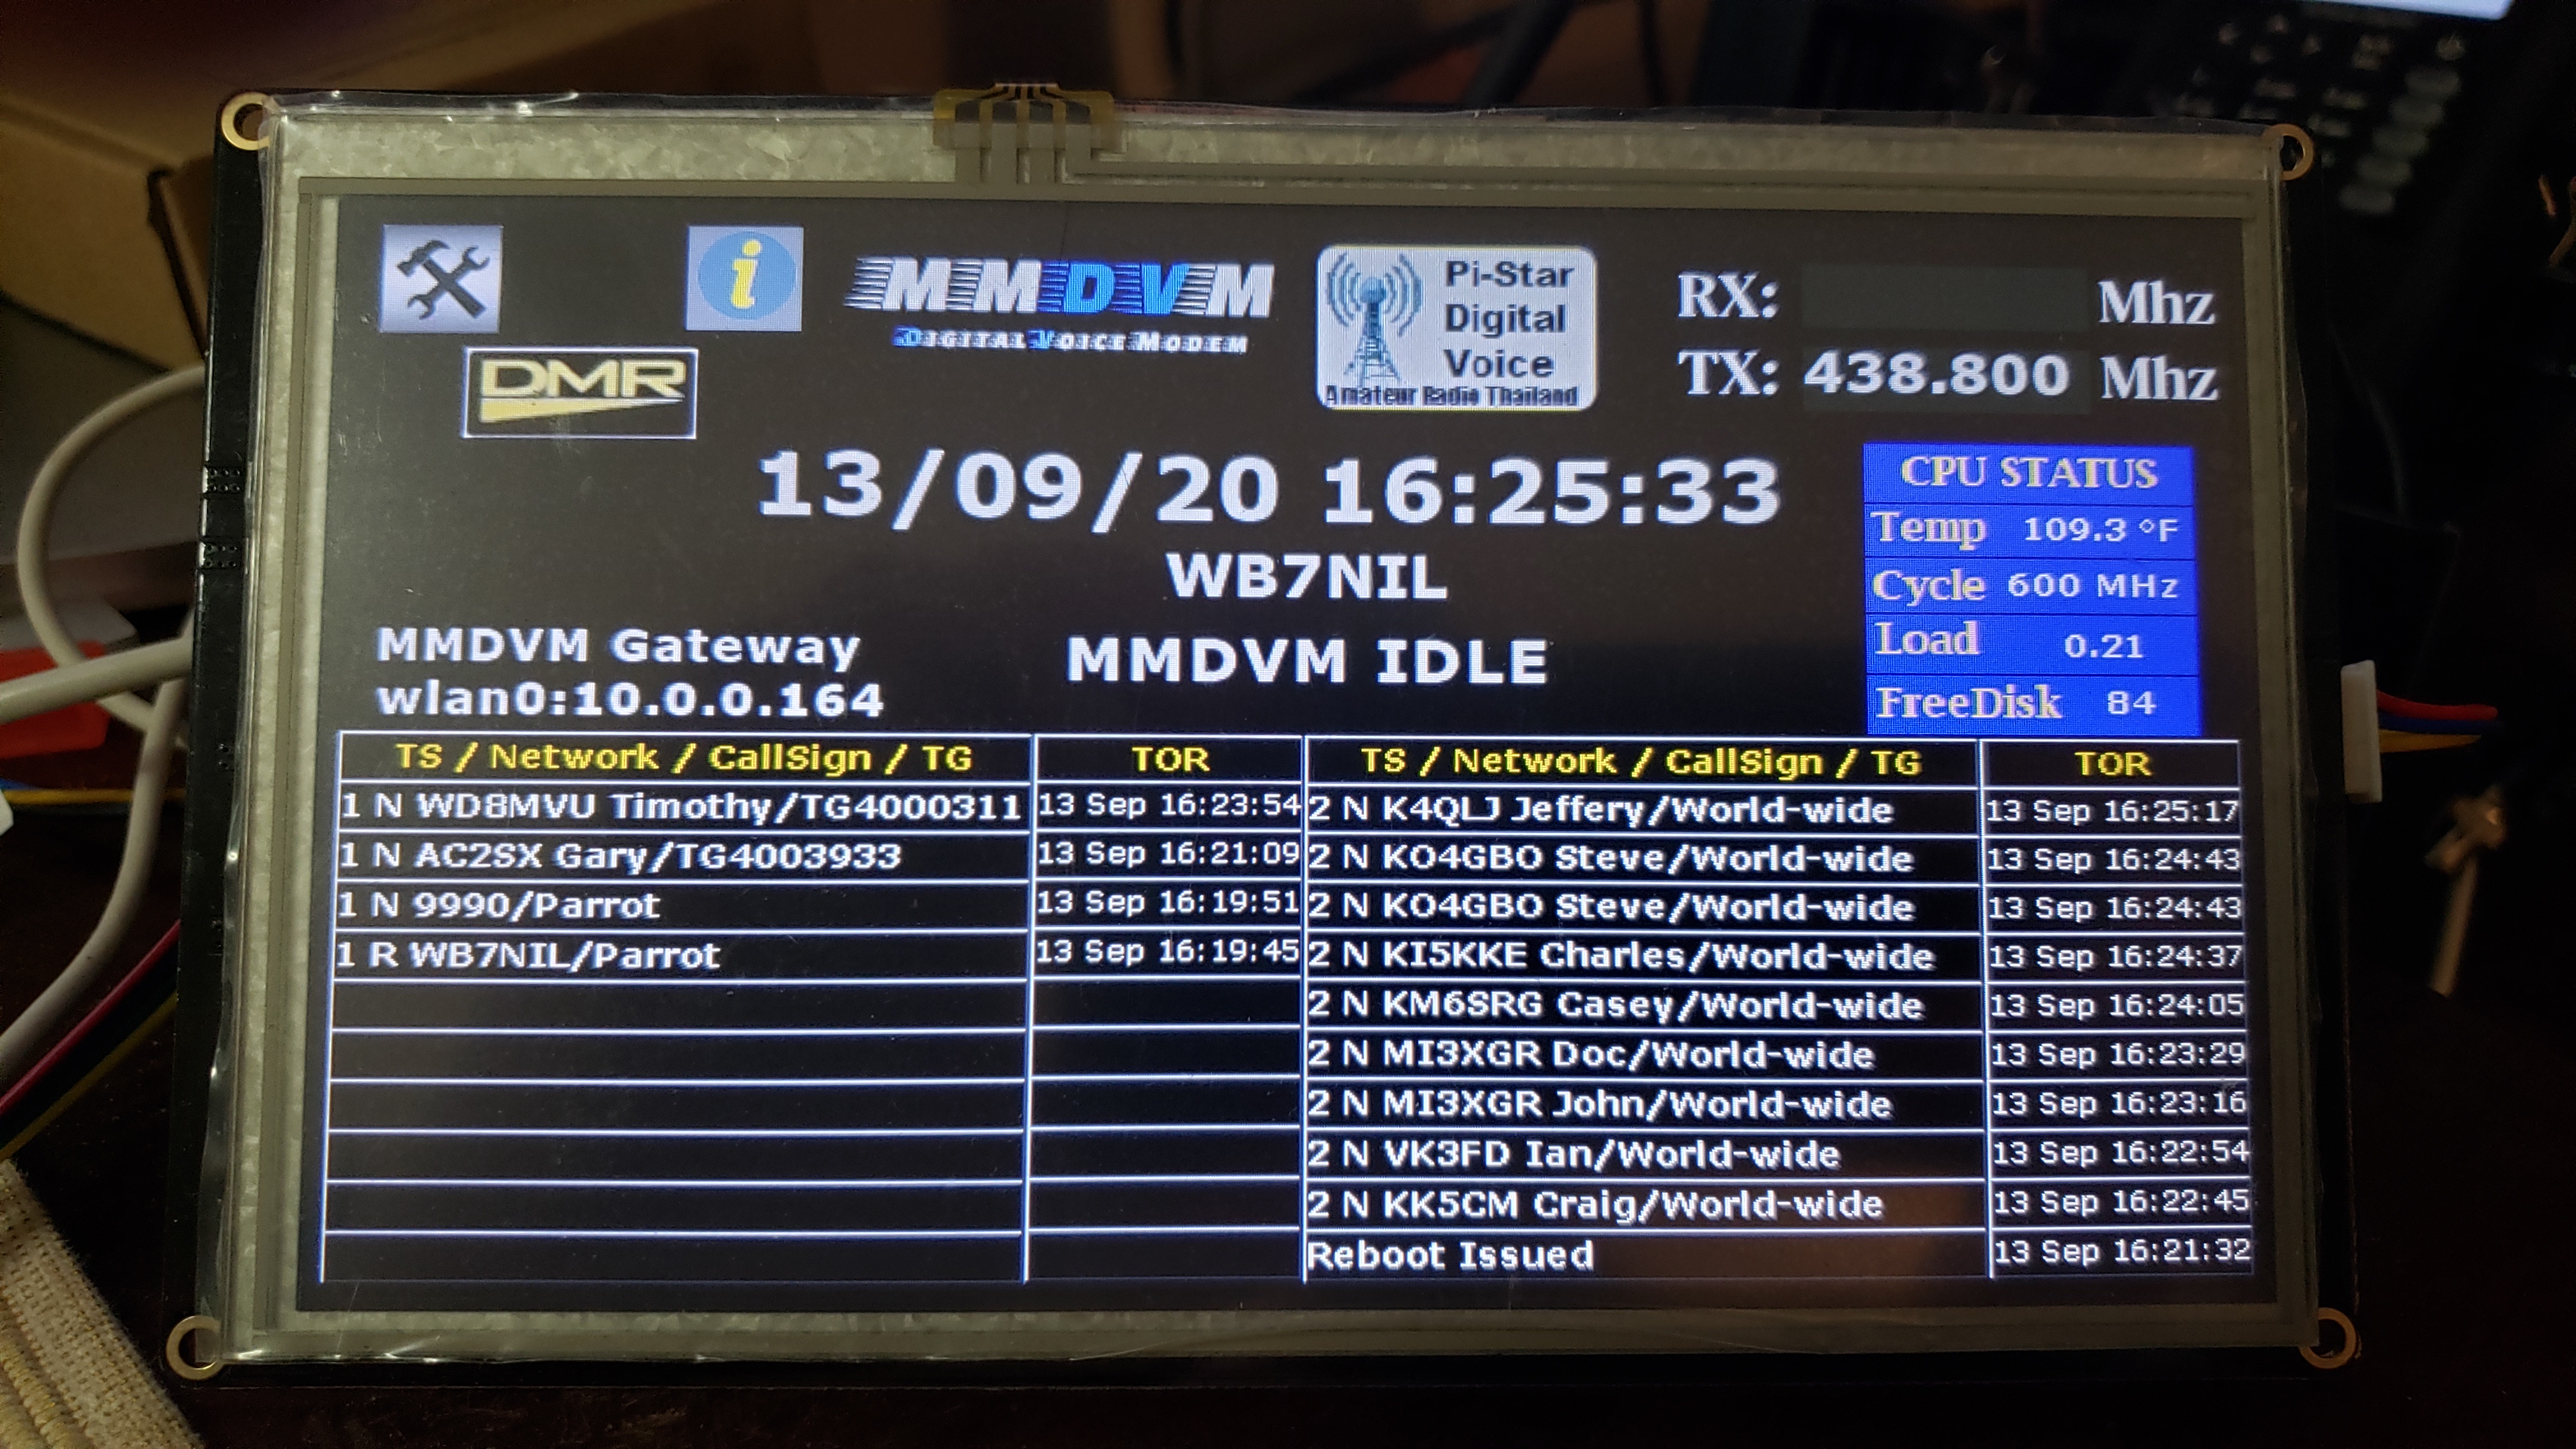 MMDVM
DIGITAL VOICE MODEM
Pi-Star
Digital
Voice
Amateur Radio Thailand
RX: Mhz
TX: 438.800 Mhz
DMR
13/09/20 16:25:33
WB7NIL
MMDVM IDLE
MMDVM Gateway
wlan0:10.0.0.164
CPU STATUS
Temp 109.3 °F
Cycle 600 MHz
Load 0.21
FreeDisk 84
TS / Network / CallSign / TG TOR
1 N WD8MVU Timothy/TG4000311 13 Sep 16:23:54
1 N AC2SX Gary/TG4003933 13 Sep 16:21:09
1 N 9990/Parrot 13 Sep 16:19:51
1 R WB7NIL/Parrot 13 Sep 16:19:45
TS / Network / CallSign / TG TOR
2 N K4QLJ Jeffery/World-wide 13 Sep 16:25:17
2 N KO4GBO Steve/World-wide 13 Sep 16:24:43
2 N KO4GBO Steve/World-wide 13 Sep 16:24:43
2 N KI5KKE Charles/World-wide 13 Sep 16:24:37
2 N KM6SRG Casey/World-wide 13 Sep 16:24:05
2 N MI3XGR Doc/World-wide 13 Sep 16:23:29
2 N MI3XGR John/World-wide 13 Sep 16:23:16
2 N VK3FD Ian/World-wide 13 Sep 16:22:54
2 N KK5CM Craig/World-wide 13 Sep 16:22:45
Reboot Issued 13 Sep 16:21:32